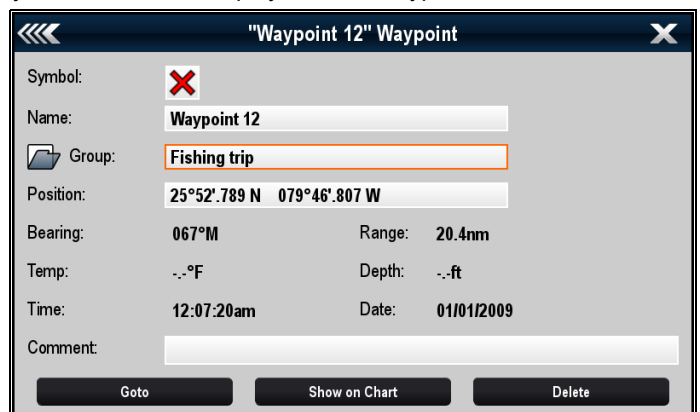 "Waypoint 12" Waypoint
Symbol:
Name: Waypoint 12
Group: Fishing trip
Position: 25°52'.789 N 079°46'.807 W
Bearing: 067°M Range: 20.4nm
Temp: -.-°F Depth: -.-ft
Time: 12:07:20am Date: 01/01/2009
Comment:
Goto Show on Chart Delete